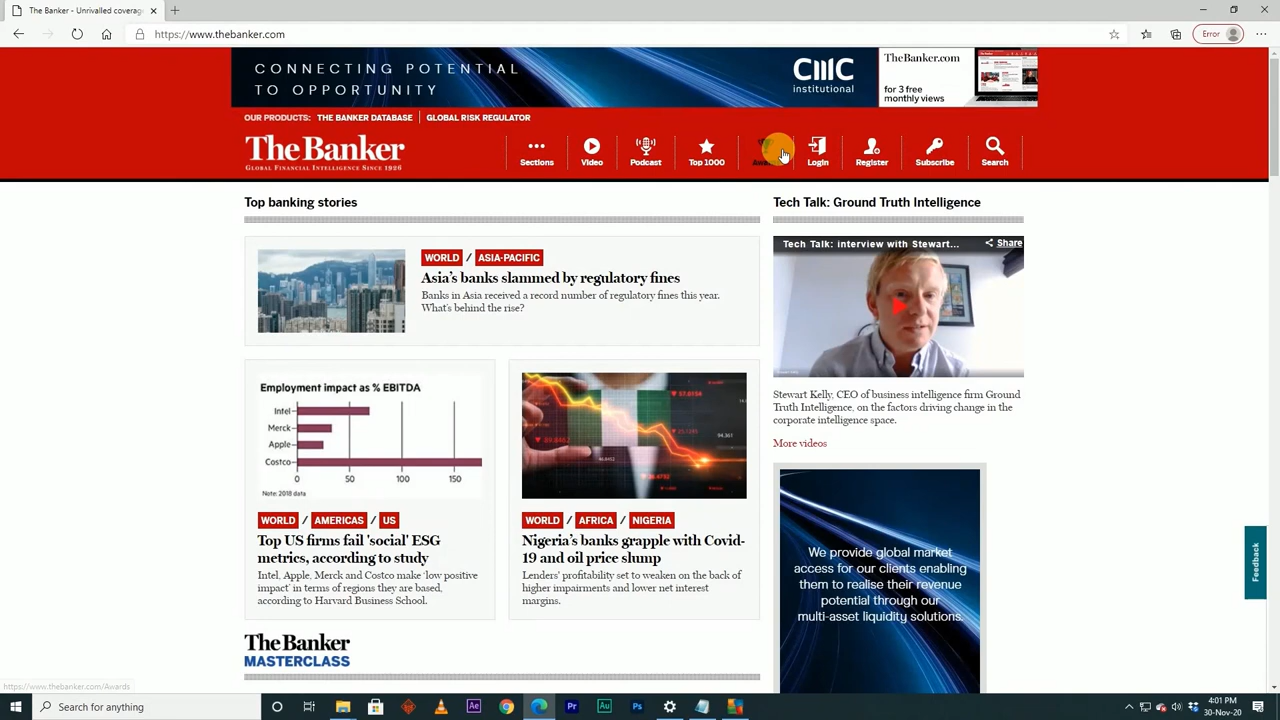 The Banker - Unrivalled coverag
https://www.thebanker.com
Error
CONNECTING POTENTIAL
TO OPPORTUNITY
CMC
institutional
TheBanker.com
for 3 free
monthly views
OUR PRODUCTS: THE BANKER DATABASE GLOBAL RISK REGULATOR
The Banker
GLOBAL FINANCIAL INTELLIGENCE SINCE 1926
Sections
Video
Podcast
Top 1000
Awards
Login
Register
Subscribe
Search
Top banking stories
WORLD / ASIA-PACIFIC
Asia's banks slammed by regulatory fines
Banks in Asia received a record number of regulatory fines this year.
What's behind the rise?
Employment impact as % EBITDA
Intel
Merck
Apple
Costco
0 50 100 150
Note: 2018 data
WORLD / AMERICAS / US
Top US firms fail 'social' ESG
metrics, according to study
Intel, Apple, Merck and Costco make 'low positive
impact' in terms of regions they are based,
according to Harvard Business School.
WORLD / AFRICA / NIGERIA
Nigeria's banks grapple with Covid-
19 and oil price slump
Lenders' profitability set to weaken on the back of
higher impairments and lower net interest
margins.
The Banker
MASTERCLASS
Tech Talk: Ground Truth Intelligence
Tech Talk: interview with Stewart...
Share
Stewart Kelly, CEO of business intelligence firm Ground
Truth Intelligence, on the factors driving change in the
corporate intelligence space.
More videos
We provide global market
access for our clients enabling
them to realise their revenue
potential through our
multi-asset liquidity solutions.
Feedback
https://www.thebanker.com/Awards
Search for anything
Ae
Pr
Au
Ps
4:01 PM
30-Nov-20